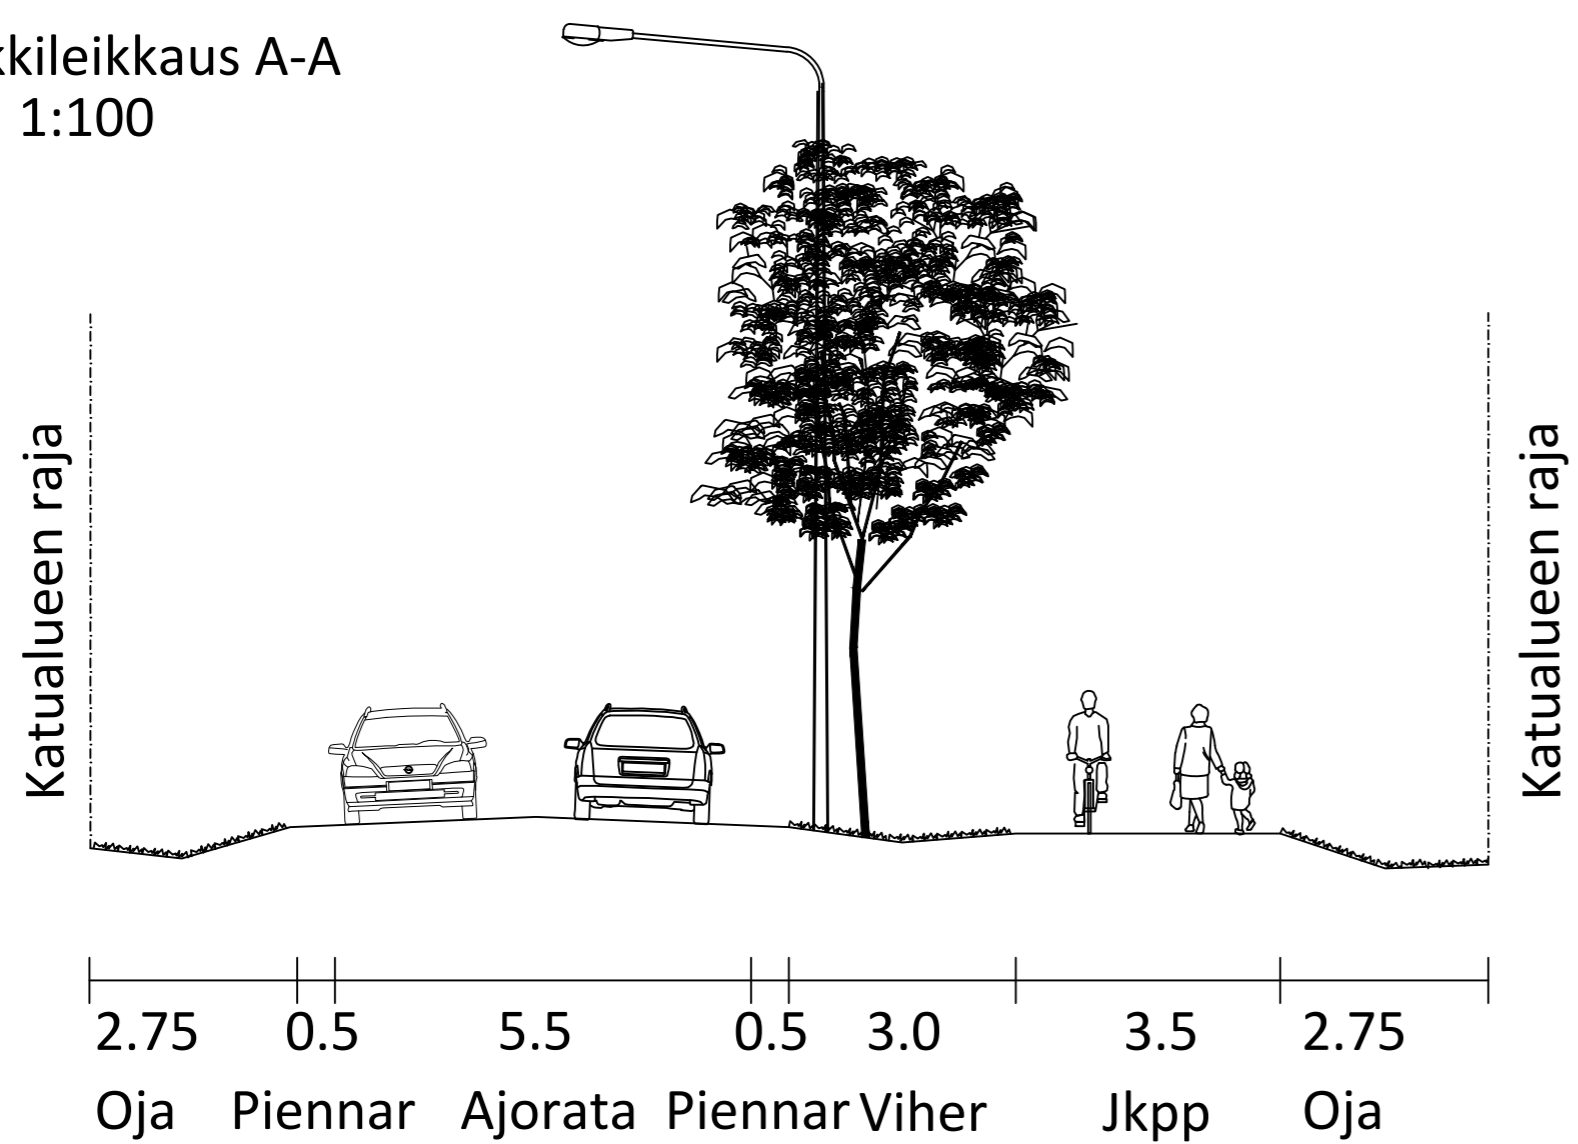 kkileikkaus A-A
1:100
Katualueen raja
Katualueen raja
2.75 0.5 5.5 0.5 3.0 3.5 2.75
Oja Piennar Ajorata Piennar Viher Jkpp Oja